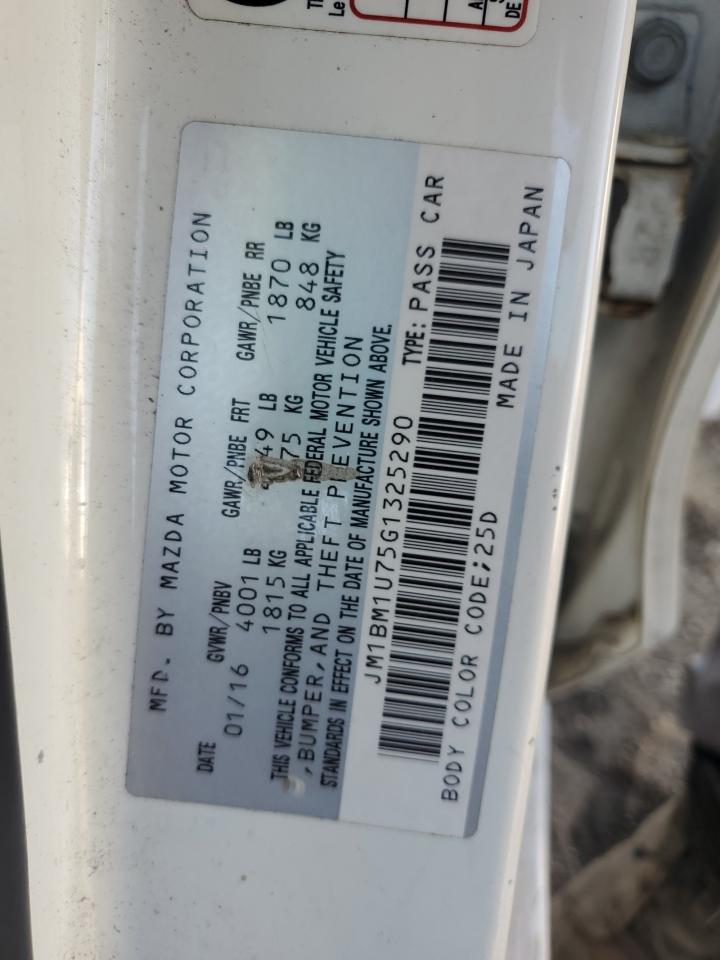 MFD. BY MAZDA MOTOR CORPORATION
DATE GVWR/PNBV GAWR/PNBE FRT GAWR/PNBE RR
01/16 4001 LB 49 LB 1870 LB
1815 KG 75 KG 848 KG
THIS VEHICLE CONFORMS TO ALL APPLICABLE FEDERAL MOTOR VEHICLE SAFETY
,BUMPER,AND THEFT PREVENTION
STANDARDS IN EFFECT ON THE DATE OF MANUFACTURE SHOWN ABOVE.
JM1BM1U75G1325290 TYPE: PASS CAR
BODY COLOR CODE;25D MADE IN JAPAN
Le
DE